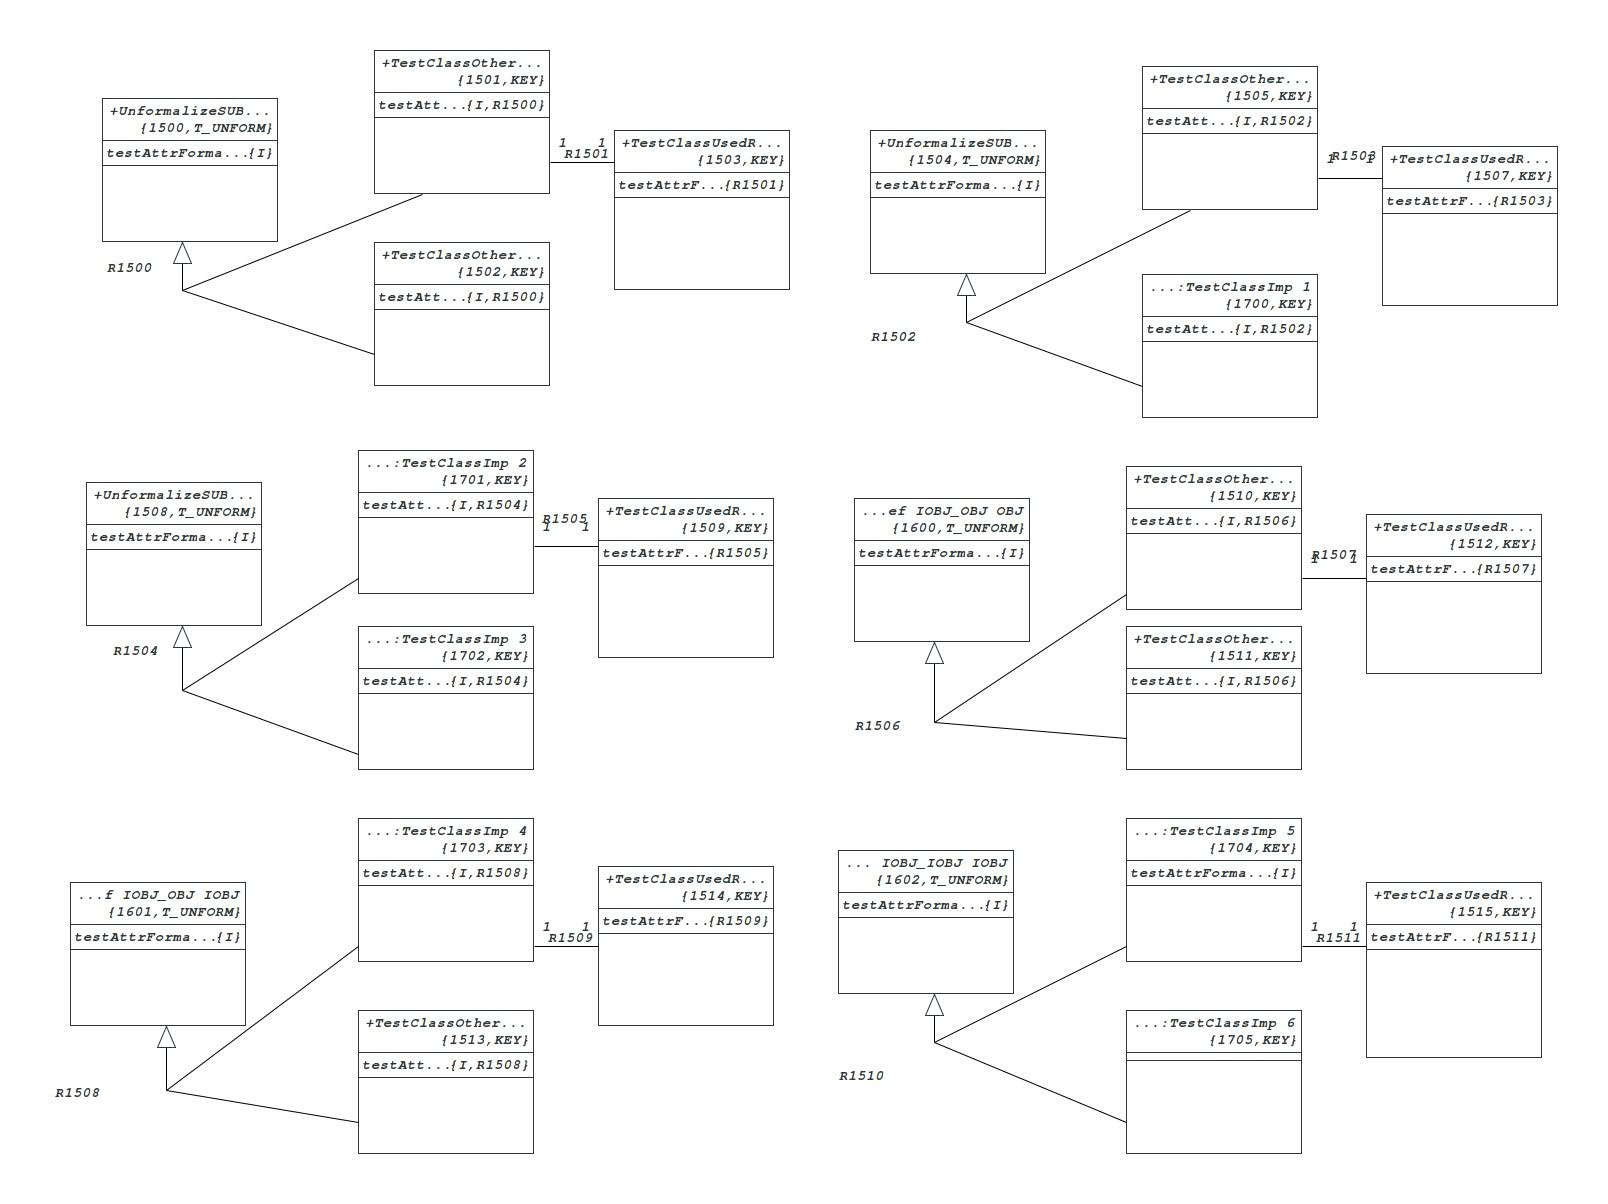 +TestClassOther...
{1501,KEY}
testAtt...{I,R1500}
+UnformalizeSUB...
{1500,T_UNFORM}
testAttrForma...{I}
1 1
R1501
+TestClassUsedR...
{1503,KEY}
testAttrF...{R1501}
R1500
+TestClassOther...
{1502,KEY}
testAtt...{I,R1500}
+TestClassOther...
{1505,KEY}
testAtt...{I,R1502}
+UnformalizeSUB...
{1504,T_UNFORM}
testAttrForma...{I}
R1503
1 1
+TestClassUsedR...
{1507,KEY}
testAttrF...{R1503}
R1502
...:TestClassImp 1
{1700,KEY}
testAtt...{I,R1502}
...:TestClassImp 2
{1701,KEY}
testAtt...{I,R1504}
+UnformalizeSUB...
{1508,T_UNFORM}
testAttrForma...{I}
R1505
1 1
+TestClassUsedR...
{1509,KEY}
testAttrF...{R1505}
R1504
...:TestClassImp 3
{1702,KEY}
testAtt...{I,R1504}
+TestClassOther...
{1510,KEY}
testAtt...{I,R1506}
...ef IOBJ_OBJ OBJ
{1600,T_UNFORM}
testAttrForma...{I}
R1507
1 1
+TestClassUsedR...
{1512,KEY}
testAttrF...{R1507}
R1506
+TestClassOther...
{1511,KEY}
testAtt...{I,R1506}
...:TestClassImp 4
{1703,KEY}
testAtt...{I,R1508}
...f IOBJ_OBJ IOBJ
{1601,T_UNFORM}
testAttrForma...{I}
1 1
R1509
+TestClassUsedR...
{1514,KEY}
testAttrF...{R1509}
R1508
+TestClassOther...
{1513,KEY}
testAtt...{I,R1508}
...:TestClassImp 5
{1704,KEY}
testAttrForma...{I}
... IOBJ_IOBJ IOBJ
{1602,T_UNFORM}
testAttrForma...{I}
1 1
R1511
+TestClassUsedR...
{1515,KEY}
testAttrF...{R1511}
R1510
...:TestClassImp 6
{1705,KEY}